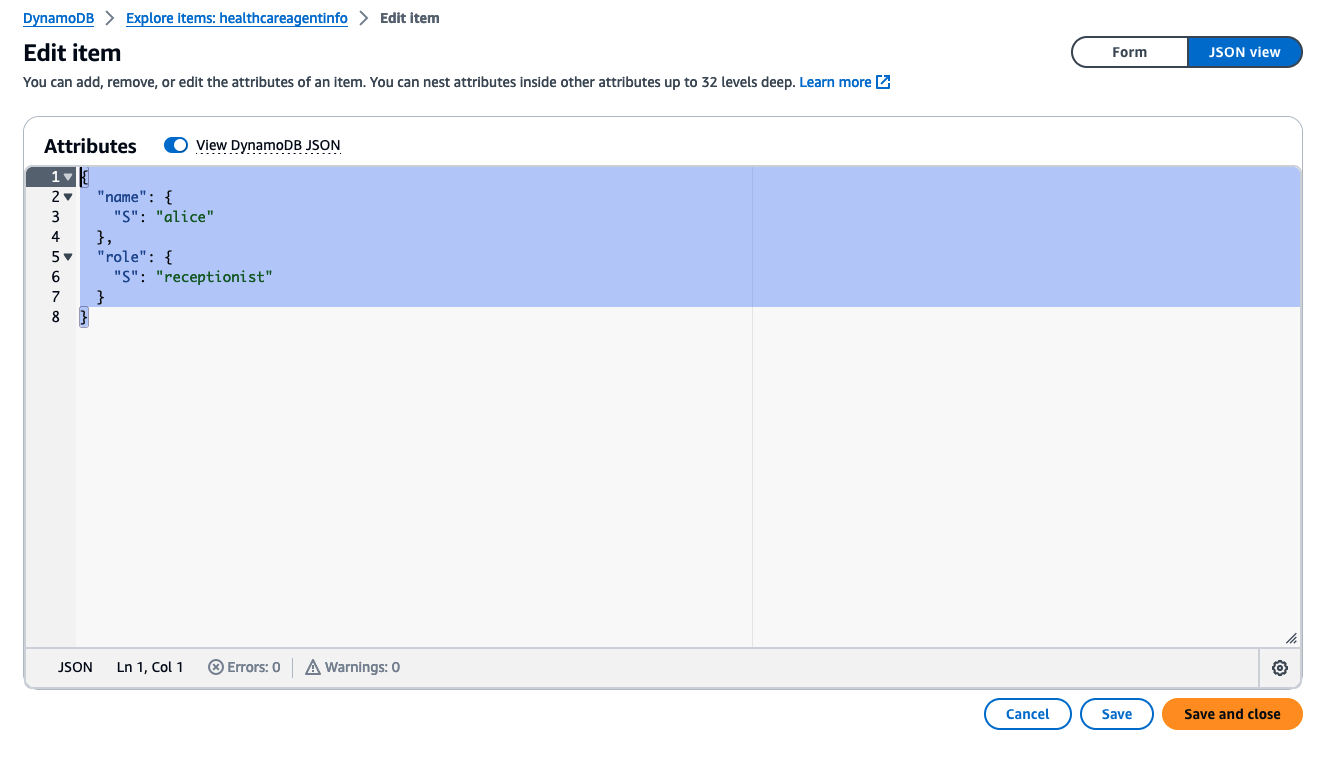 DynamoDB > Explore items: healthcareagentinfo > Edit item
Edit item
Form JSON view
You can add, remove, or edit the attributes of an item. You can nest attributes inside other attributes up to 32 levels deep. Learn more
Attributes View DynamoDB JSON
1 {
2 "name": {
3 "S": "alice"
4 },
5 "role": {
6 "S": "receptionist"
7 }
8 }
JSON Ln 1, Col 1 Errors: 0 Warnings: 0
Cancel Save Save and close